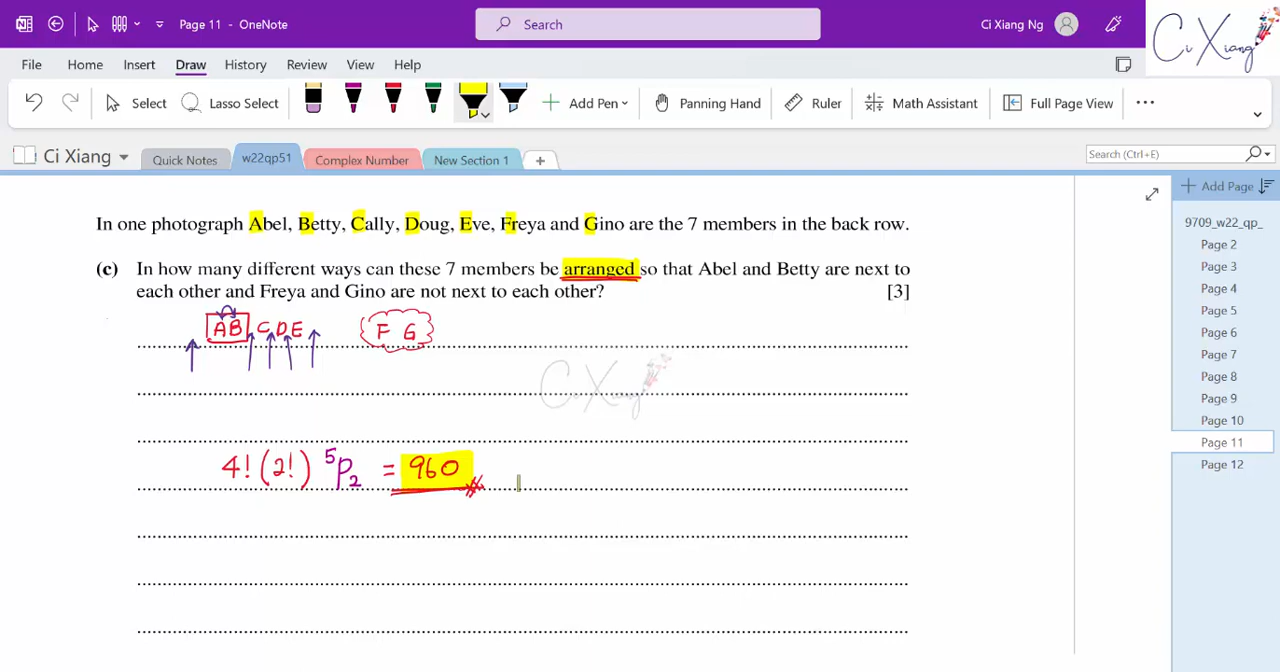 Page 11 - OneNote
Search
Ci Xiang Ng
Ci Xiang
File Home Insert Draw History Review View Help
Select Lasso Select Add Pen Panning Hand Ruler Math Assistant Full Page View
Ci Xiang Quick Notes w22qp51 Complex Number New Section 1 Search (Ctrl+E)
Add Page
In one photograph Abel, Betty, Cally, Doug, Eve, Freya and Gino are the 7 members in the back row.
9709_w22_qp_
Page 2
(c) In how many different ways can these 7 members be arranged so that Abel and Betty are next to
Page 3
each other and Freya and Gino are not next to each other? [3]
Page 4
Page 5
AB C D E F G
Page 6
Page 7
Page 8
Ci Xiang
Page 9
Page 10
Page 11
4! (2!) ⁵P₂ = 960
Page 12